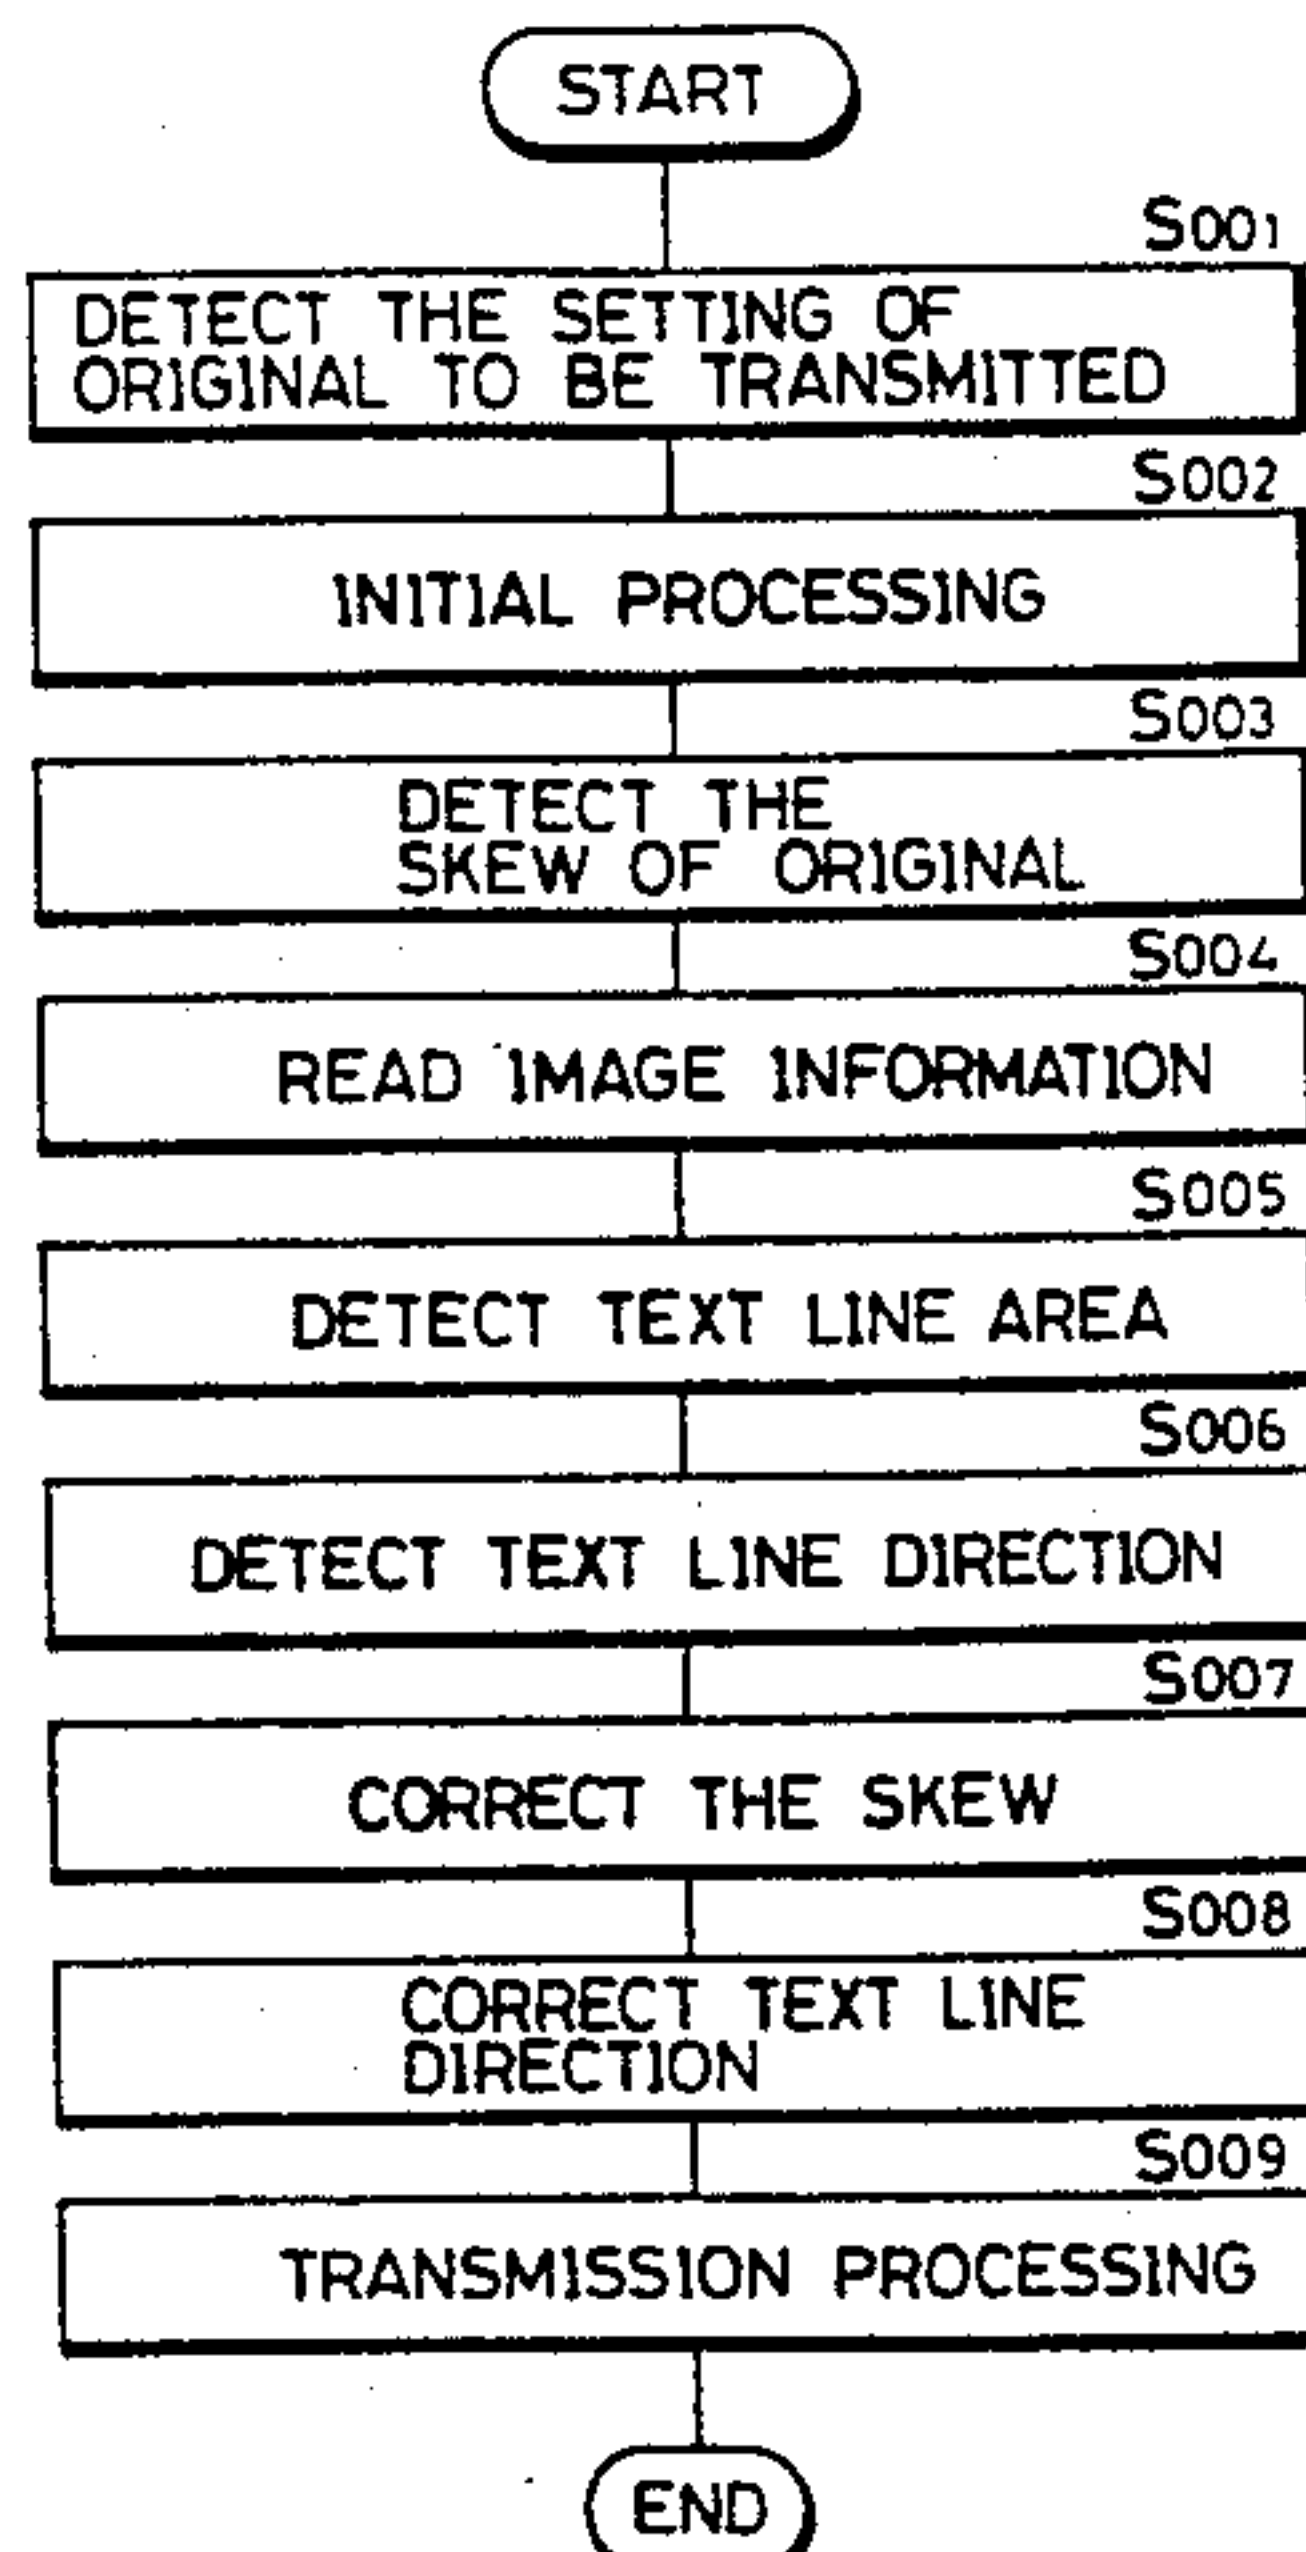 START
S001
DETECT THE SETTING OF
ORIGINAL TO BE TRANSMITTED
S002
INITIAL PROCESSING
S003
DETECT THE
SKEW OF ORIGINAL
S004
READ IMAGE INFORMATION
S005
DETECT TEXT LINE AREA
S006
DETECT TEXT LINE DIRECTION
S007
CORRECT THE SKEW
S008
CORRECT TEXT LINE
DIRECTION
S009
TRANSMISSION PROCESSING
END